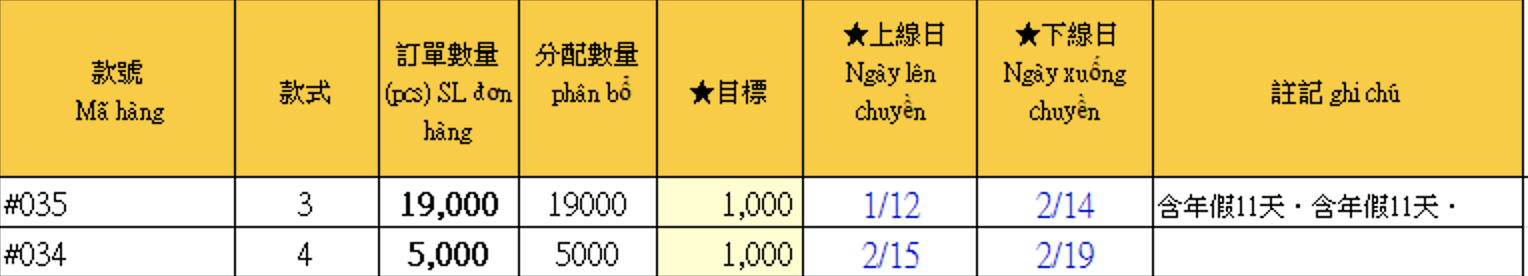 款號
Mã hàng
款式
訂單數量
(pcs) SL đơn
hàng
分配數量
phân bổ
★目標
★上線日
Ngày lên
chuyền
★下線日
Ngày xuống
chuyền
註記 ghi chú
#035 3 19,000 19000 1,000 1/12 2/14 含年假11天·含年假11天·
#034 4 5,000 5000 1,000 2/15 2/19